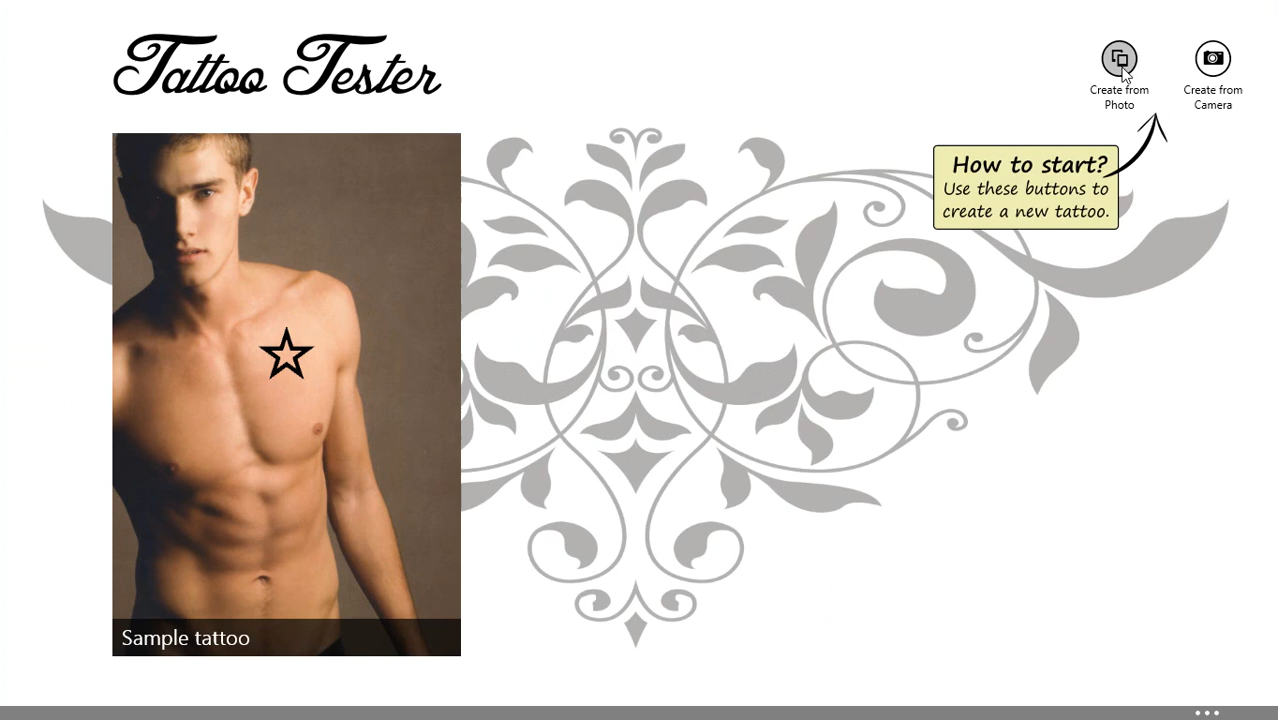 Tattoo Tester
Create from
Photo
Create from
Camera
How to start?
Use these buttons to
create a new tattoo.
Sample tattoo